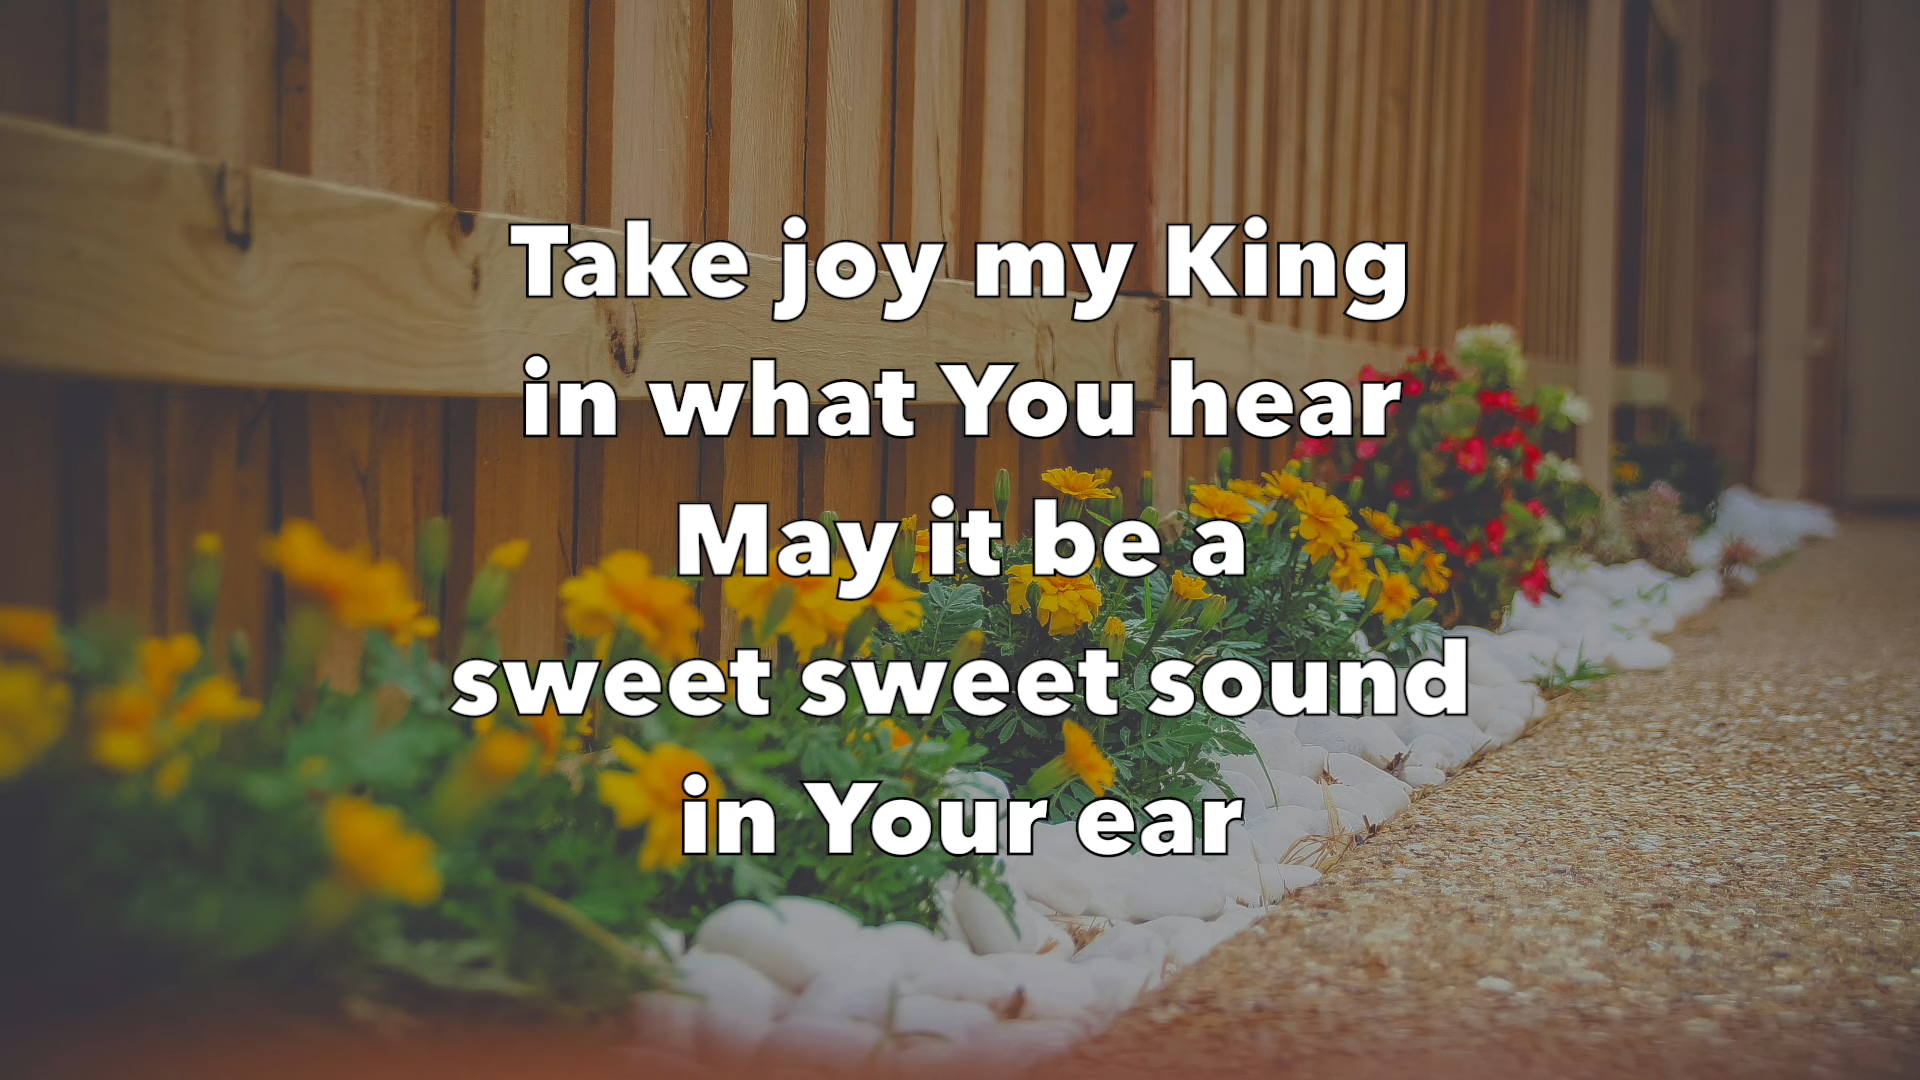 Take joy my King
in what You hear
May it be a
sweet sweet sound
in Your ear